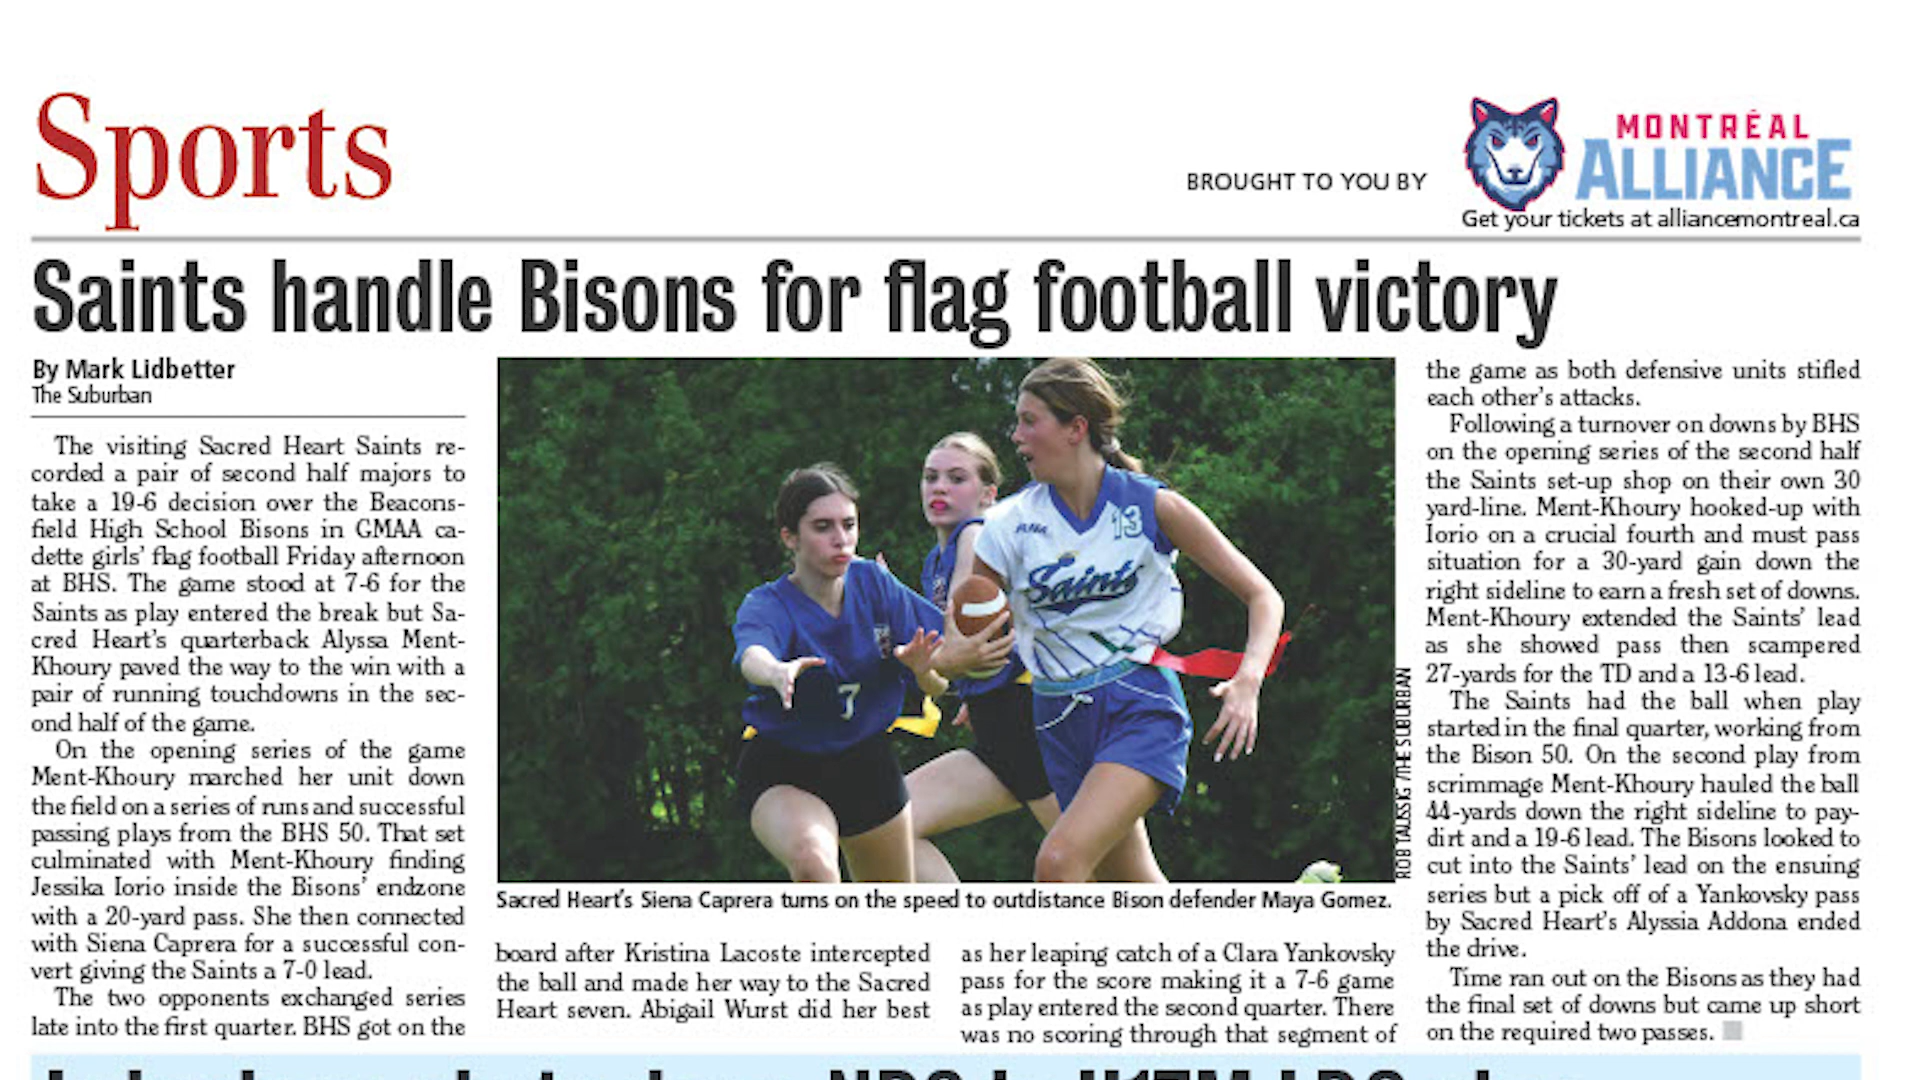 Sports
BROUGHT TO YOU BY
MONTRÉAL
ALLIANCE
Get your tickets at alliancemontreal.ca
Saints handle Bisons for flag football victory
By Mark Lidbetter
The Suburban
The visiting Sacred Heart Saints re-
corded a pair of second half majors to
take a 19-6 decision over the Beacons-
field High School Bisons in GMAA ca-
dette girls' flag football Friday afternoon
at BHS. The game stood at 7-6 for the
Saints as play entered the break but Sa-
cred Heart's quarterback Alyssa Ment-
Khoury paved the way to the win with a
pair of running touchdowns in the sec-
ond half of the game.
On the opening series of the game
Ment-Khoury marched her unit down
the field on a series of runs and successful
passing plays from the BHS 50. That set
culminated with Ment-Khoury finding
Jessika Iorio inside the Bisons' endzone
with a 20-yard pass. She then connected
with Siena Caprera for a successful con-
vert giving the Saints a 7-0 lead.
The two opponents exchanged series
late into the first quarter. BHS got on the
13
Saints
7
ROB TAUSSIG /THE SUBURBAN
Sacred Heart's Siena Caprera turns on the speed to outdistance Bison defender Maya Gomez.
board after Kristina Lacoste intercepted
the ball and made her way to the Sacred
Heart seven. Abigail Wurst did her best
as her leaping catch of a Clara Yankovsky
pass for the score making it a 7-6 game
as play entered the second quarter. There
was no scoring through that segment of
the game as both defensive units stifled
each other's attacks.
Following a turnover on downs by BHS
on the opening series of the second half
the Saints set-up shop on their own 30
yard-line. Ment-Khoury hooked-up with
Iorio on a crucial fourth and must pass
situation for a 30-yard gain down the
right sideline to earn a fresh set of downs.
Ment-Khoury extended the Saints' lead
as she showed pass then scampered
27-yards for the TD and a 13-6 lead.
The Saints had the ball when play
started in the final quarter, working from
the Bison 50. On the second play from
scrimmage Ment-Khoury hauled the ball
44-yards down the right sideline to pay-
dirt and a 19-6 lead. The Bisons looked to
cut into the Saints' lead on the ensuing
series but a pick off of a Yankovsky pass
by Sacred Heart's Alyssia Addona ended
the drive.
Time ran out on the Bisons as they had
the final set of downs but came up short
on the required two passes.